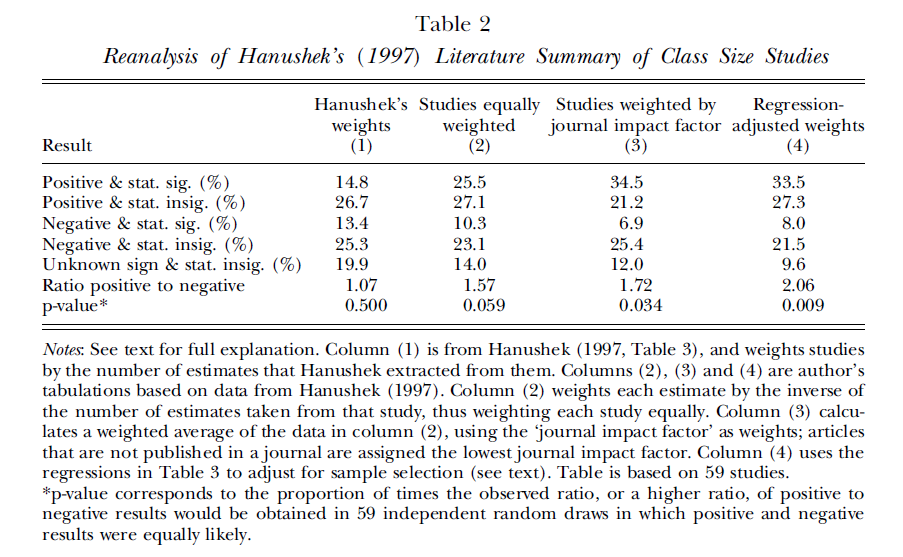 Table 2
Reanalysis of Hanushek's (1997) Literature Summary of Class Size Studies
Hanushek's Studies equally Studies weighted by Regression-
weights weighted journal impact factor adjusted weights
Result (1) (2) (3) (4)
Positive & stat. sig. (%) 14.8 25.5 34.5 33.5
Positive & stat. insig. (%) 26.7 27.1 21.2 27.3
Negative & stat. sig. (%) 13.4 10.3 6.9 8.0
Negative & stat. insig. (%) 25.3 23.1 25.4 21.5
Unknown sign & stat. insig. (%) 19.9 14.0 12.0 9.6
Ratio positive to negative 1.07 1.57 1.72 2.06
p-value* 0.500 0.059 0.034 0.009
Notes: See text for full explanation. Column (1) is from Hanushek (1997, Table 3), and weights studies
by the number of estimates that Hanushek extracted from them. Columns (2), (3) and (4) are author's
tabulations based on data from Hanushek (1997). Column (2) weights each estimate by the inverse of
the number of estimates taken from that study, thus weighting each study equally. Column (3) calcu-
lates a weighted average of the data in column (2), using the 'journal impact factor' as weights; articles
that are not published in a journal are assigned the lowest journal impact factor. Column (4) uses the
regressions in Table 3 to adjust for sample selection (see text). Table is based on 59 studies.
*p-value corresponds to the proportion of times the observed ratio, or a higher ratio, of positive to
negative results would be obtained in 59 independent random draws in which positive and negative
results were equally likely.